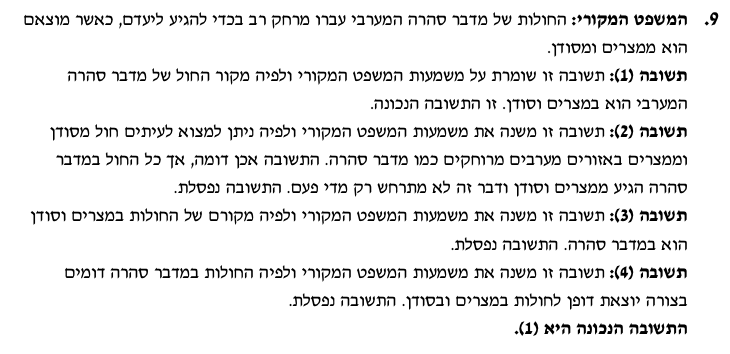 9. המשפט המקורי: החולות של מדבר סהרה המערבי עברו מרחק רב בכדי להגיע ליעדם, כאשר מוצאם
הוא ממצרים ומסודן.
תשובה (1): תשובה זו שומרת על משמעות המשפט המקורי ולפיה מקור החול של מדבר סהרה
המערבי הוא במצרים וסודן. זו התשובה הנכונה.
תשובה (2): תשובה זו משנה את משמעות המשפט המקורי ולפיה ניתן למצוא לעיתים חול מסודן
וממצרים באזורים מערבים מרוחקים כמו מדבר סהרה. התשובה אכן דומה, אך כל החול במדבר
סהרה הגיע ממצרים וסודן ודבר זה לא מתרחש רק מדי פעם. התשובה נפסלת.
תשובה (3): תשובה זו משנה את משמעות המשפט המקורי ולפיה מקורם של החולות במצרים וסודן
הוא במדבר סהרה. התשובה נפסלת.
תשובה (4): תשובה זו משנה את משמעות המשפט המקורי ולפיה החולות במדבר סהרה דומים
בצורה יוצאת דופן לחולות במצרים ובסודן. התשובה נפסלת.
התשובה הנכונה היא (1).